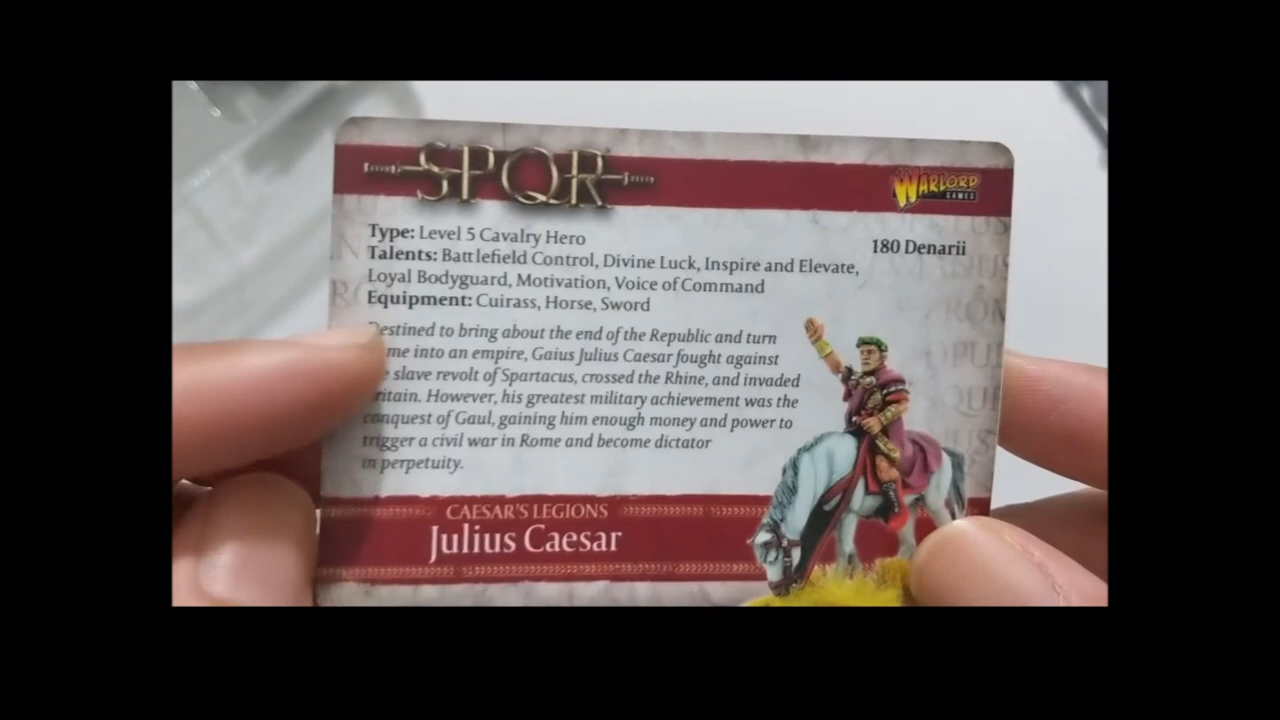 SPQR
WARLORD
GAMES
Type: Level 5 Cavalry Hero
180 Denarii
Talents: Battlefield Control, Divine Luck, Inspire and Elevate,
Loyal Bodyguard, Motivation, Voice of Command
Equipment: Cuirass, Horse, Sword
Destined to bring about the end of the Republic and turn
me into an empire, Gaius Julius Caesar fought against
e slave revolt of Spartacus, crossed the Rhine, and invaded
ritain. However, his greatest military achievement was the
conquest of Gaul, gaining him enough money and power to
trigger a civil war in Rome and become dictator
in perpetuity.
CAESAR'S LEGIONS
Julius Caesar